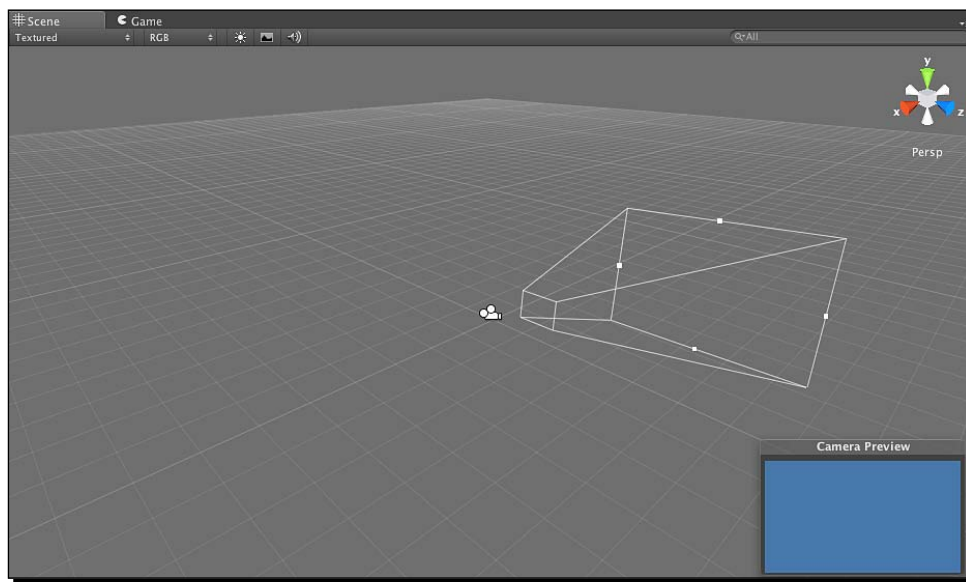 Scene
Game
Textured
RGB
All
y
x
z
Persp
Camera Preview